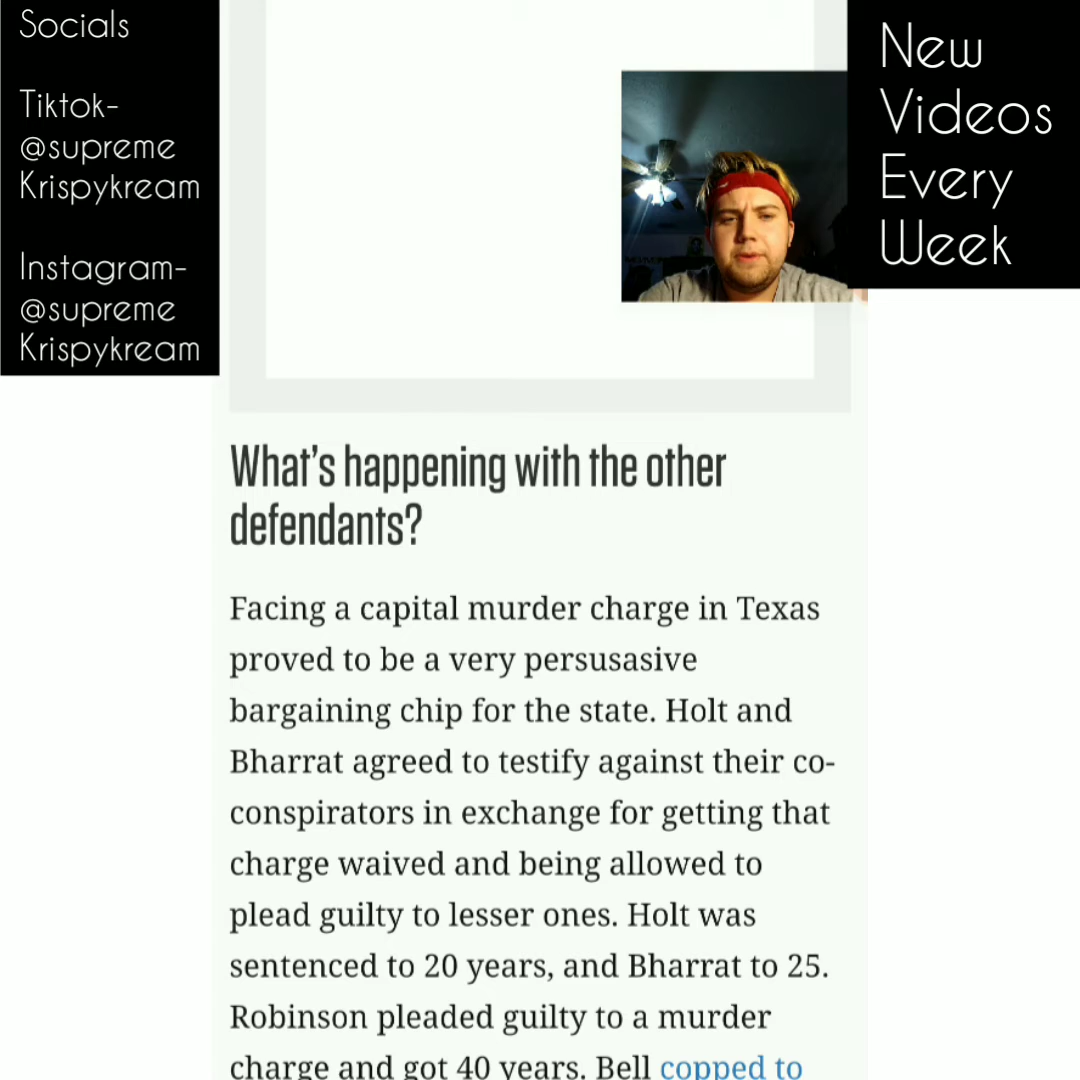 Socials
Tiktok-
@supreme
Krispykream
Instagram-
@supreme
Krispykream
New
Videos
Every
Week
What's happening with the other
defendants?
Facing a capital murder charge in Texas
proved to be a very persusasive
bargaining chip for the state. Holt and
Bharrat agreed to testify against their co-
conspirators in exchange for getting that
charge waived and being allowed to
plead guilty to lesser ones. Holt was
sentenced to 20 years, and Bharrat to 25.
Robinson pleaded guilty to a murder
charge and got 40 years. Bell copped to